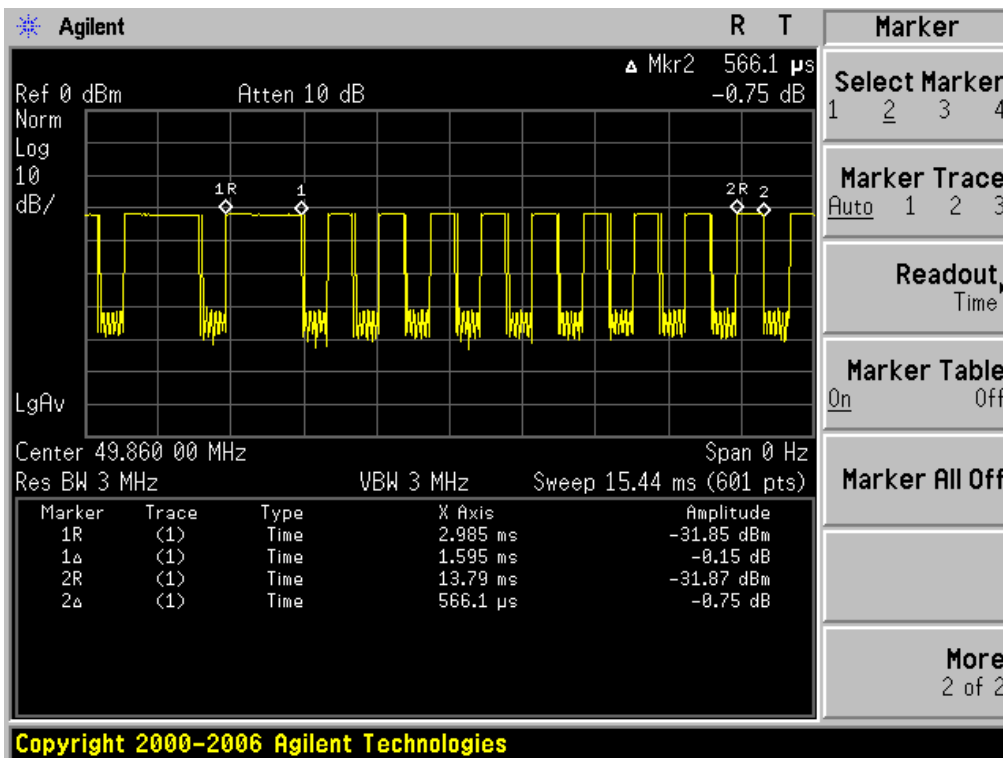 Agilent R T
Marker
Δ Mkr2 566.1 µs
Ref 0 dBm Atten 10 dB -0.75 dB
Norm
Log
10
dB/
1R 1 2R 2
LgAv
Center 49.860 00 MHz Span 0 Hz
Res BW 3 MHz VBW 3 MHz Sweep 15.44 ms (601 pts)
Marker Trace Type X Axis Amplitude
1R (1) Time 2.985 ms -31.85 dBm
1Δ (1) Time 1.595 ms -0.15 dB
2R (1) Time 13.79 ms -31.87 dBm
2Δ (1) Time 566.1 µs -0.75 dB
Select Marker
1 2 3 4
Marker Trace
Auto 1 2 3
Readout
Time
Marker Table
On Off
Marker All Off
More
2 of 2
Copyright 2000-2006 Agilent Technologies